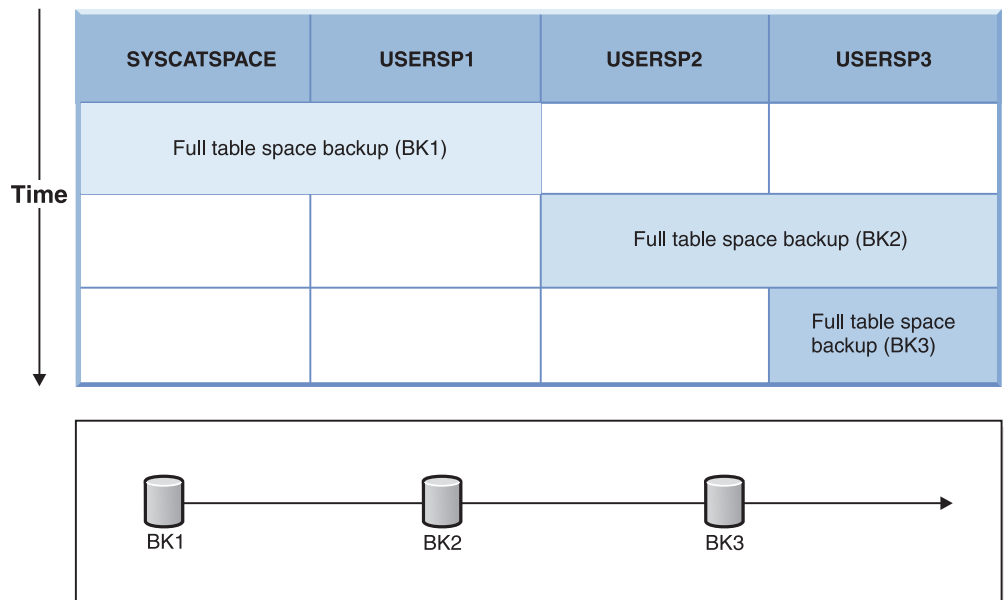 SYSCATSPACE
USERSP1
USERSP2
USERSP3
Full table space backup (BK1)
Time
Full table space backup (BK2)
Full table space
backup (BK3)
BK1
BK2
BK3